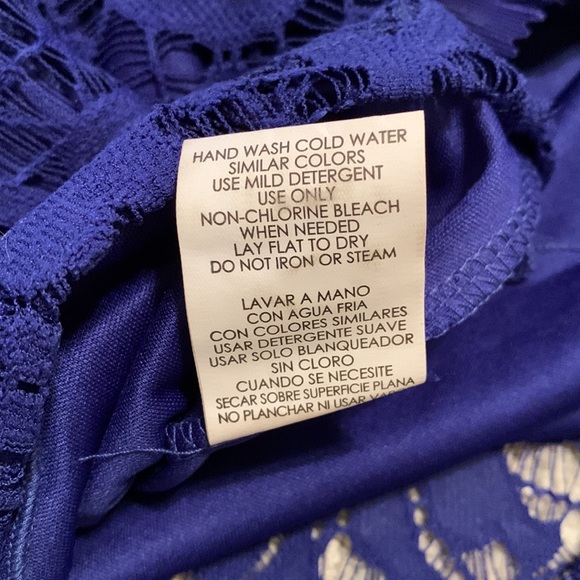 HAND WASH COLD WATER
SIMILAR COLORS
USE MILD DETERGENT
USE ONLY
NON-CHLORINE BLEACH
WHEN NEEDED
LAY FLAT TO DRY
DO NOT IRON OR STEAM
LAVAR A MANO
CON AGUA FRIA
CON COLORES SIMILARES
USAR DETERGENTE SUAVE
USAR SOLO BLANQUEADOR
SIN CLORO
CUANDO SE NECESITE
SECAR SOBRE SUPERFICIE PLANA
NO PLANCHAR NI USAR